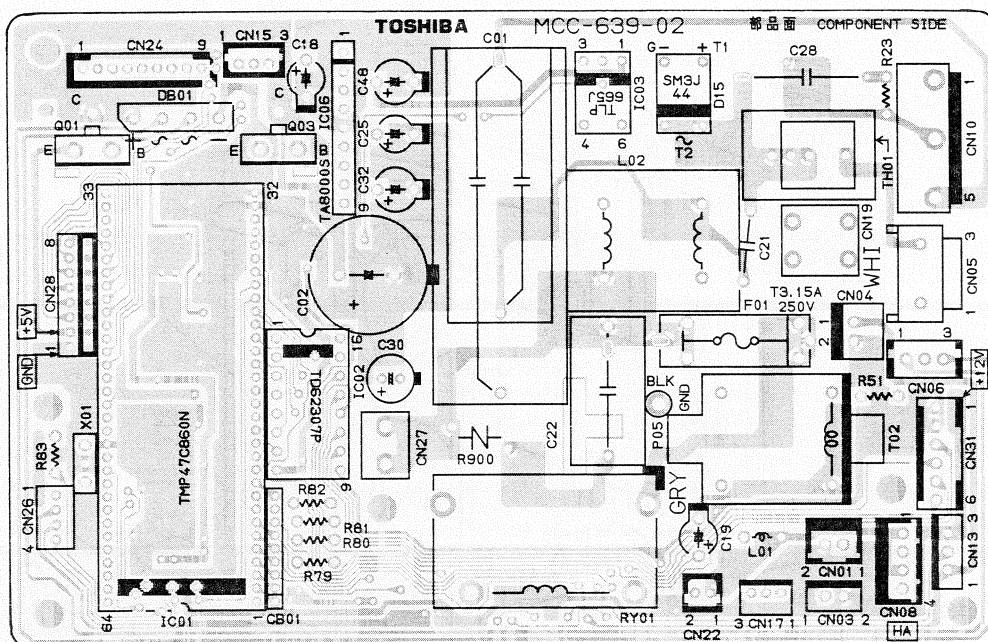 TOSHIBA MCC-639-02 部品面 COMPONENT SIDE
1 CN24 9
C
1 CN15 3
C18
C
DB01
Q01
E B
Q03
E B
IC06
1
TA8000S
9
C48
C25
C32
C01
3 1
TLP
665J
IC03
4 6
G- + T1
SM3J
44
D15
T2
C28
R23
TH01
1
CN10
5
L02
C21
CN19
WHI
3
CN05
1
33
32
8
CN28
1
+5V
GND
C02
+
T3.15A
F01 250V
CN04
1
2
1 3
CN06
+12V
1
16
IC02
TD62307P
9
C30
CN27
R900
C22
BLK
GND
P05
R51
T02
1
CN31
6
X01
R83
CN26
1
4
TMP47C860N
R82
R81
R80
R79
GRY
C19
L01
2 CN01 1
1
CN08
4
HA
3
CN13
1
64
IC01
1
CB01
RY01
CN22
2 1
3 CN17 1
1 CN03 2